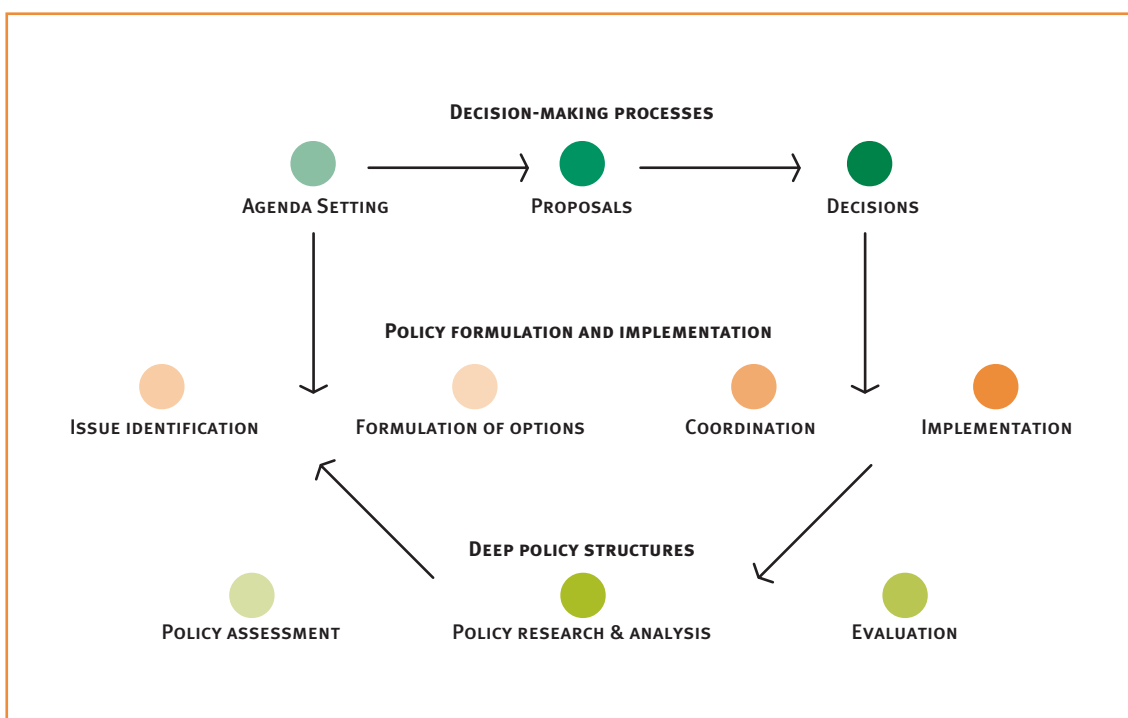 DECISION-MAKING PROCESSES
AGENDA SETTING
PROPOSALS
DECISIONS
POLICY FORMULATION AND IMPLEMENTATION
ISSUE IDENTIFICATION
FORMULATION OF OPTIONS
COORDINATION
IMPLEMENTATION
DEEP POLICY STRUCTURES
POLICY ASSESSMENT
POLICY RESEARCH & ANALYSIS
EVALUATION